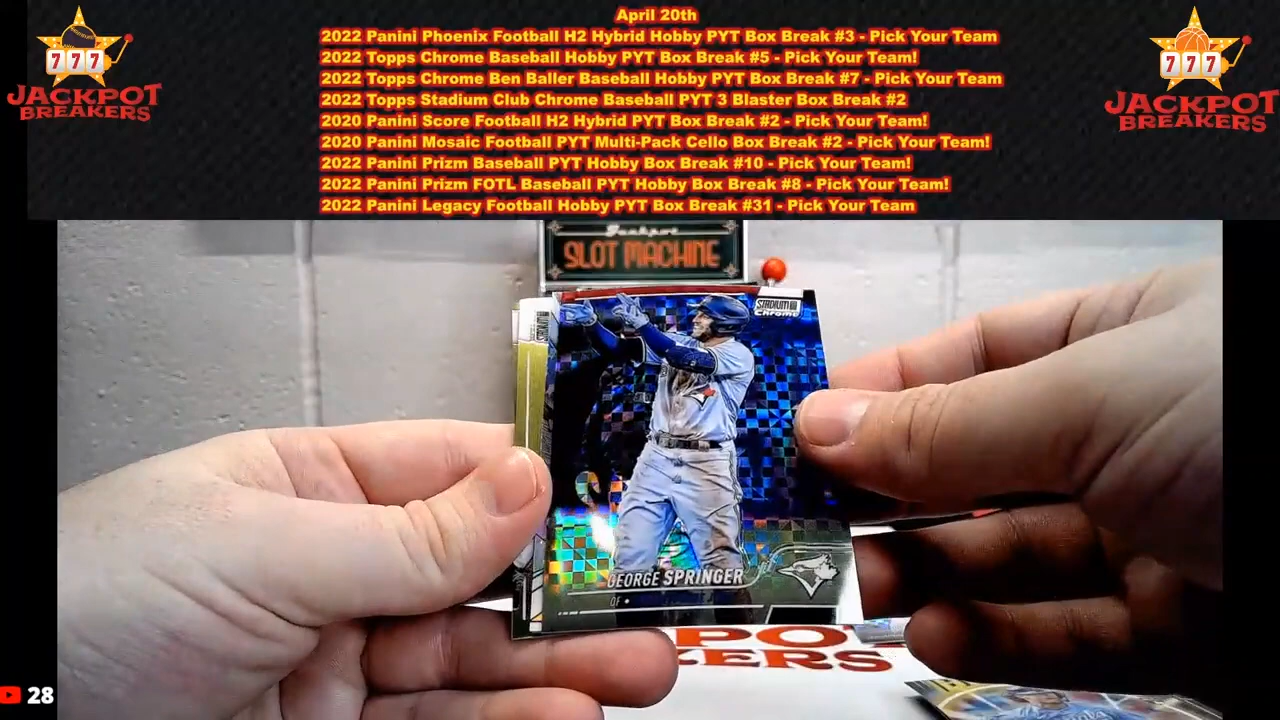 April 20th
2022 Panini Phoenix Football H2 Hybrid Hobby PYT Box Break #3 - Pick Your Team
2022 Topps Chrome Baseball Hobby PYT Box Break #5 - Pick Your Team!
2022 Topps Chrome Ben Baller Baseball Hobby PYT Box Break #7 - Pick Your Team
2022 Topps Stadium Club Chrome Baseball PYT 3 Blaster Box Break #2
2020 Panini Score Football H2 Hybrid PYT Box Break #2 - Pick Your Team!
2020 Panini Mosaic Football PYT Multi-Pack Cello Box Break #2 - Pick Your Team!
2022 Panini Prizm Baseball PYT Hobby Box Break #10 - Pick Your Team!
2022 Panini Prizm FOTL Baseball PYT Hobby Box Break #8 - Pick Your Team!
2022 Panini Legacy Football Hobby PYT Box Break #31 - Pick Your Team
777
JACKPOT
BREAKERS
777
JACKPOT
BREAKERS
Jackpot
SLOT MACHINE
STADIUM
Chrome
STADIUM
GEORGE SPRINGER
OF •
28